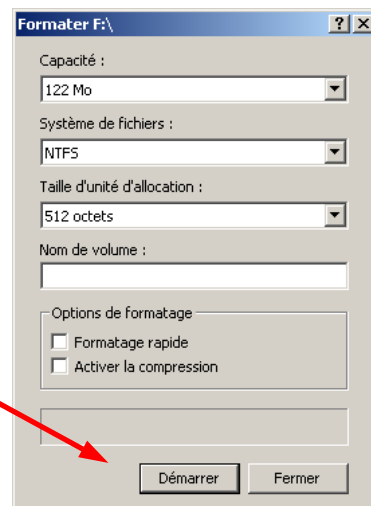 Formater F:\
Capacité :
122 Mo
Système de fichiers :
NTFS
Taille d'unité d'allocation :
512 octets
Nom de volume :
Options de formatage
Formatage rapide
Activer la compression
Démarrer Fermer